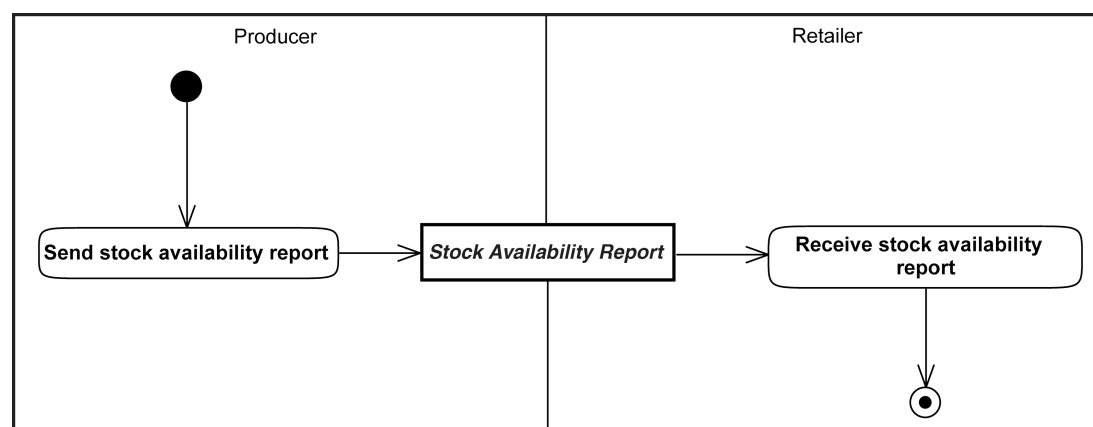 Producer
Retailer
Send stock availability report
Stock Availability Report
Receive stock availability
report